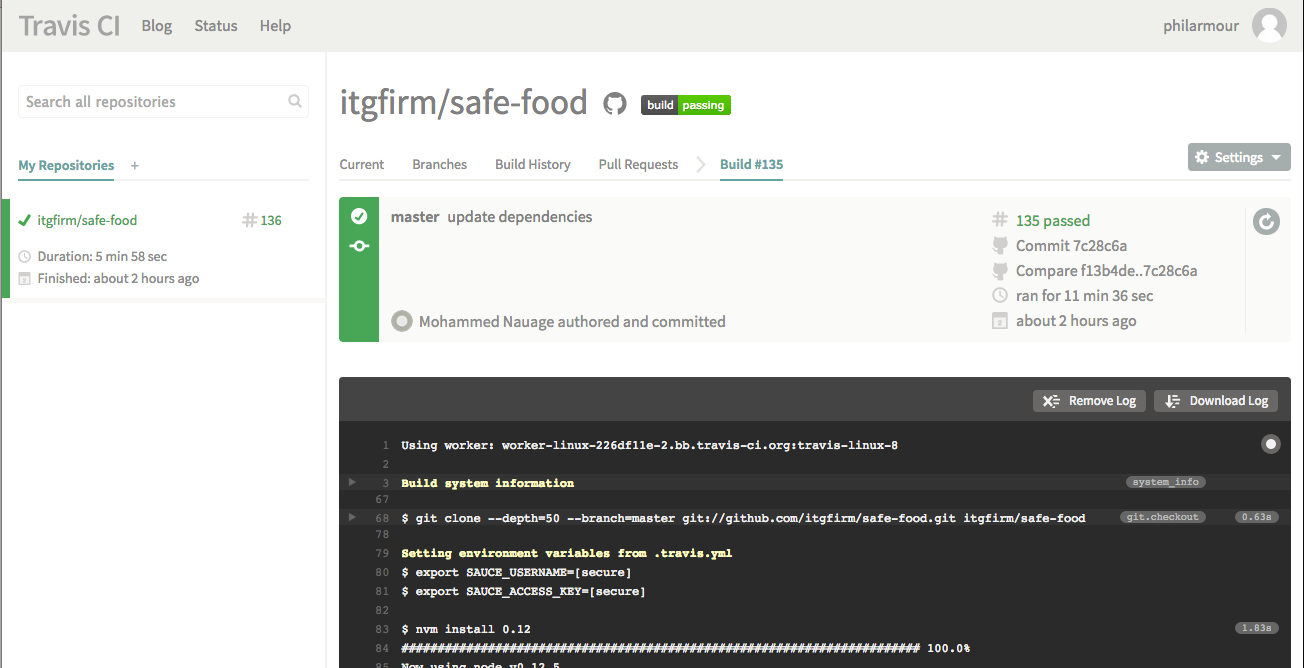 Travis CI Blog Status Help philarmour
Search all repositories
My Repositories +
itgfirm/safe-food # 136
Duration: 5 min 58 sec
Finished: about 2 hours ago
itgfirm/safe-food build passing
Current Branches Build History Pull Requests Build #135 Settings
master update dependencies
# 135 passed
Commit 7c28c6a
Compare f13b4de..7c28c6a
ran for 11 min 36 sec
Mohammed Nauage authored and committed
about 2 hours ago
Remove Log Download Log
1 Using worker: worker-linux-226df11e-2.bb.travis-ci.org:travis-linux-8
2
3 Build system information system_info
67
68 $ git clone --depth=50 --branch=master git://github.com/itgfirm/safe-food.git itgfirm/safe-food git.checkout 0.63s
78
79 Setting environment variables from .travis.yml
80 $ export SAUCE_USERNAME=[secure]
81 $ export SAUCE_ACCESS_KEY=[secure]
82
83 $ nvm install 0.12 1.83s
84 ######################################################################## 100.0%
85 Now using node v0.12.5